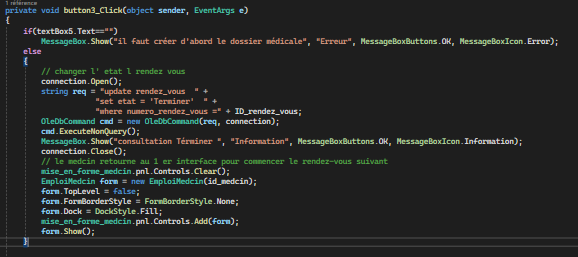 1 référence
private void button3_Click(object sender, EventArgs e)
{
if(textBox5.Text=="")
MessageBox.Show("il faut créer d'abord le dossier médicale", "Erreur", MessageBoxButtons.OK, MessageBoxIcon.Error);
else
{
// changer l' etat l rendez vous
connection.Open();
string req = "update rendez_vous  " +
"set etat = 'Terminer'  " +
"where numero_rendez_vous =" + ID_rendez_vous;
OleDbCommand cmd = new OleDbCommand(req, connection);
cmd.ExecuteNonQuery();
MessageBox.Show("consultation Términer ", "Information", MessageBoxButtons.OK, MessageBoxIcon.Information);
connection.Close();
// le medcin retourne au 1 er interface pour commencer le rendez-vous suivant
mise_en_forme_medcin.pnl.Controls.Clear();
EmploiMedcin form = new EmploiMedcin(id_medcin);
form.TopLevel = false;
form.FormBorderStyle = FormBorderStyle.None;
form.Dock = DockStyle.Fill;
mise_en_forme_medcin.pnl.Controls.Add(form);
form.Show();
}